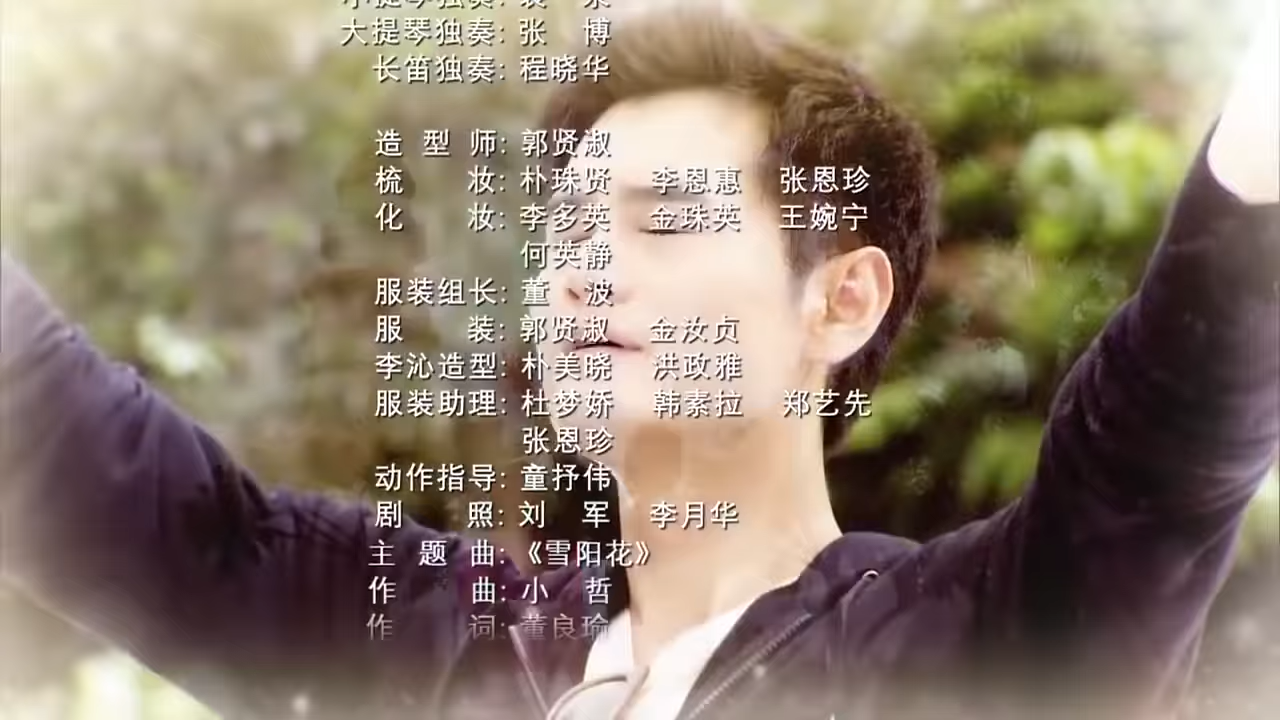 大提琴独奏: 张 博
长笛独奏: 程晓华
造型师: 郭贤淑
梳 妆: 朴珠贤 李恩惠 张恩珍
化 妆: 李多英 金珠英 王婉宁
何英静
服装组长: 董 波
服 装: 郭贤淑 金汝贞
李沁造型: 朴美晓 洪政雅
服装助理: 杜梦娇 韩素拉 郑艺先
张恩珍
动作指导: 童抒伟
剧 照: 刘 军 李月华
主题曲:《雪阳花》
作 曲: 小 哲
作 词: 董良瑜